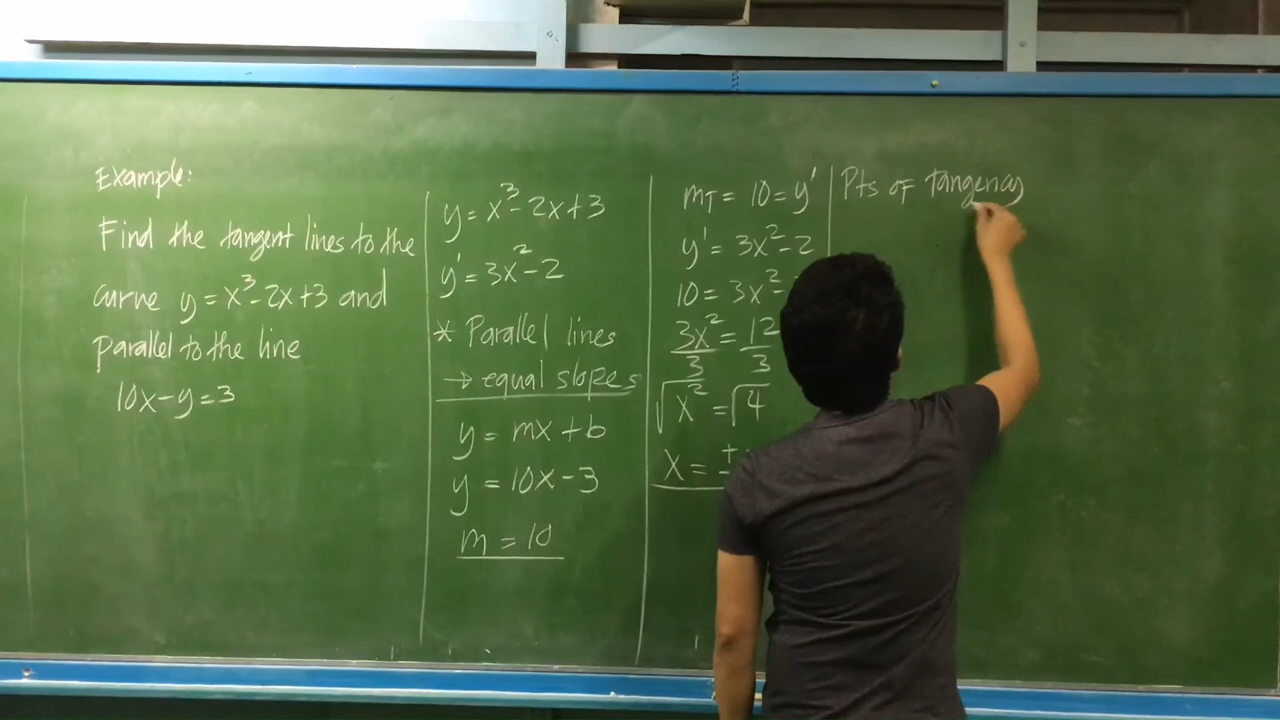 Example:
Find the tangent lines to the
curve y = x³-2x+3 and
parallel to the line
10x-y=3
y = x³-2x+3
y' = 3x²-2
* Parallel lines
→ equal slopes
y = mx+b
y = 10x-3
m = 10
m_T = 10 = y'
y' = 3x²-2
10 = 3x²-
3x²/3 = 12/3
√x² = √4
x = ±
Pts of tangency